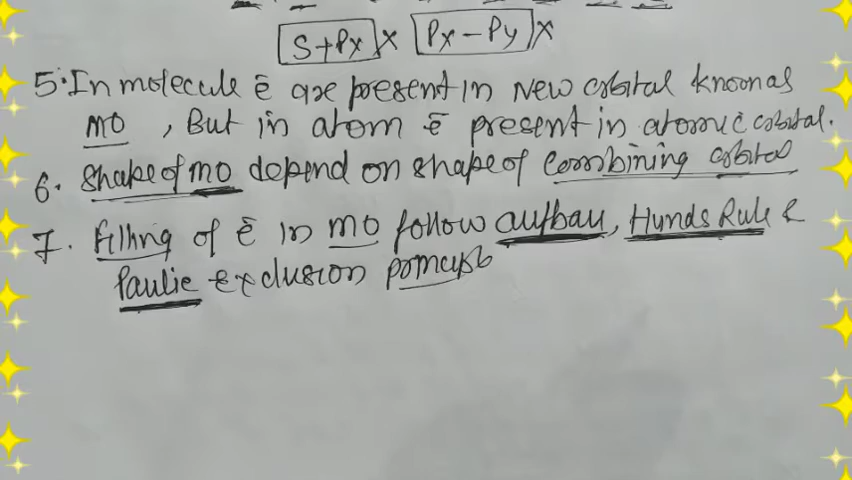 S+Px x Px-Py x
5. In molecule ē are present in New orbital known as
MO , But in atom ē present in atomic orbital.
6. Shape of MO depend on shape of Combining orbital
7. Filling of ē in MO follow aufbau, Hunds Rule &
Paulie exclusion